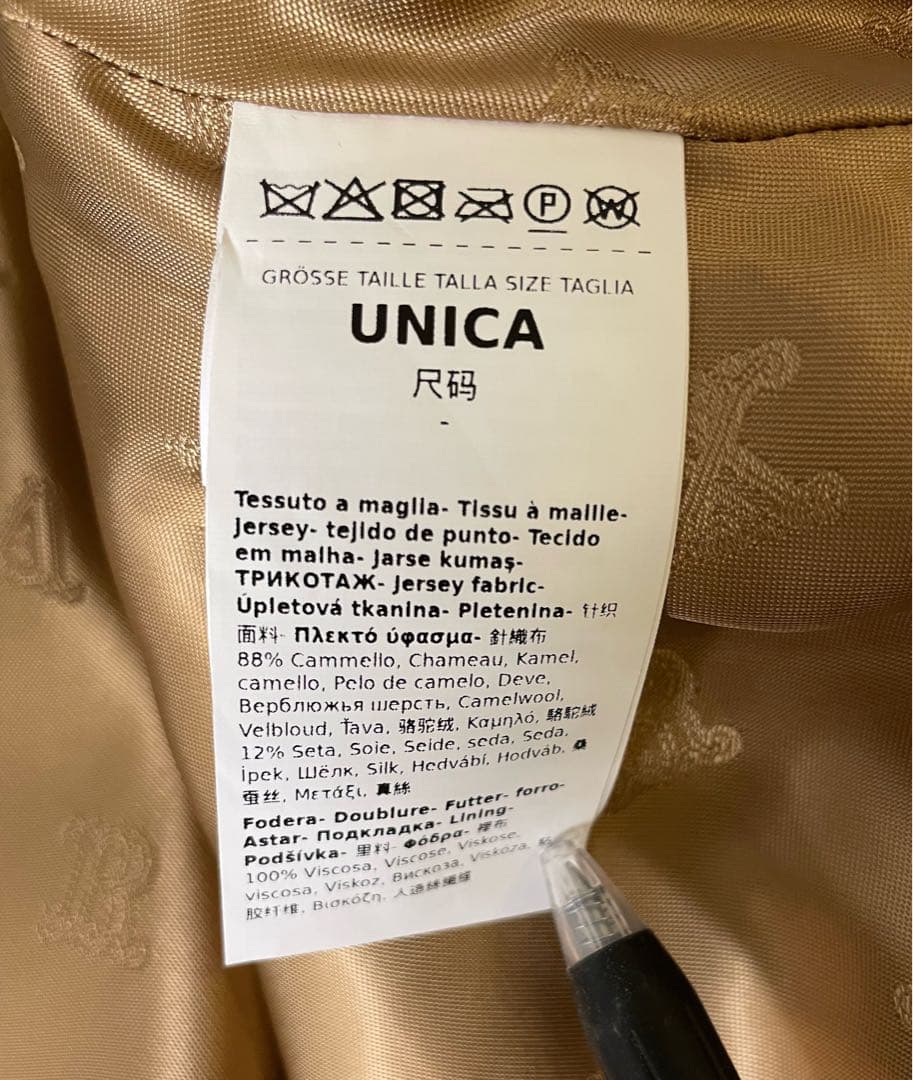 P W
GRÖSSE TAILLE TALLA SIZE TAGLIA
UNICA
尺码
-
Tessuto a maglia- Tissu à maille-
Jersey- tejido de punto- Tecido
em malha- Jarse kumaş-
ТРИКОТАЖ- Jersey fabric-
Úpletová tkanina- Pletenina- 针织
面料- Πλεκτό ύφασμα- 針織布
88% Cammello, Chameau, Kamel,
camello, Pelo de camelo, Deve,
Верблюжья шерсть, Camelwool,
Velbloud, Ťava, 骆驼绒, Καμηλό, 駱駝絨
12% Seta, Soie, Seide, seda, Seda,
İpek, Шёлк, Silk, Hedvábí, Hodváb,
蚕丝, Μετάξι, 真絲
Fodera- Doublure- Futter- forro-
Astar- Подкладка- Lining-
Podšívka- 里料- Φόδρα- 裡布
100% Viscosa, Viscose, Viskose,
viscosa, Viskoz, Вискоза, Viskóza,
胶纤维, Βισκόζη, 人造絲纖維